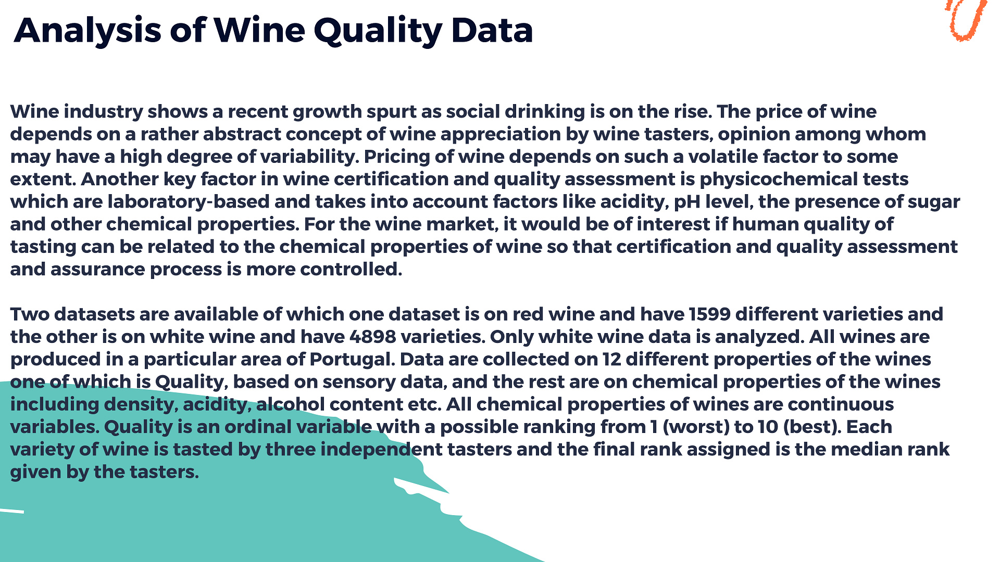 Analysis of Wine Quality Data
Wine industry shows a recent growth spurt as social drinking is on the rise. The price of wine
depends on a rather abstract concept of wine appreciation by wine tasters, opinion among whom
may have a high degree of variability. Pricing of wine depends on such a volatile factor to some
extent. Another key factor in wine certification and quality assessment is physicochemical tests
which are laboratory-based and takes into account factors like acidity, pH level, the presence of sugar
and other chemical properties. For the wine market, it would be of interest if human quality of
tasting can be related to the chemical properties of wine so that certification and quality assessment
and assurance process is more controlled.
Two datasets are available of which one dataset is on red wine and have 1599 different varieties and
the other is on white wine and have 4898 varieties. Only white wine data is analyzed. All wines are
produced in a particular area of Portugal. Data are collected on 12 different properties of the wines
one of which is Quality, based on sensory data, and the rest are on chemical properties of the wines
including density, acidity, alcohol content etc. All chemical properties of wines are continuous
variables. Quality is an ordinal variable with a possible ranking from 1 (worst) to 10 (best). Each
variety of wine is tasted by three independent tasters and the final rank assigned is the median rank
given by the tasters.